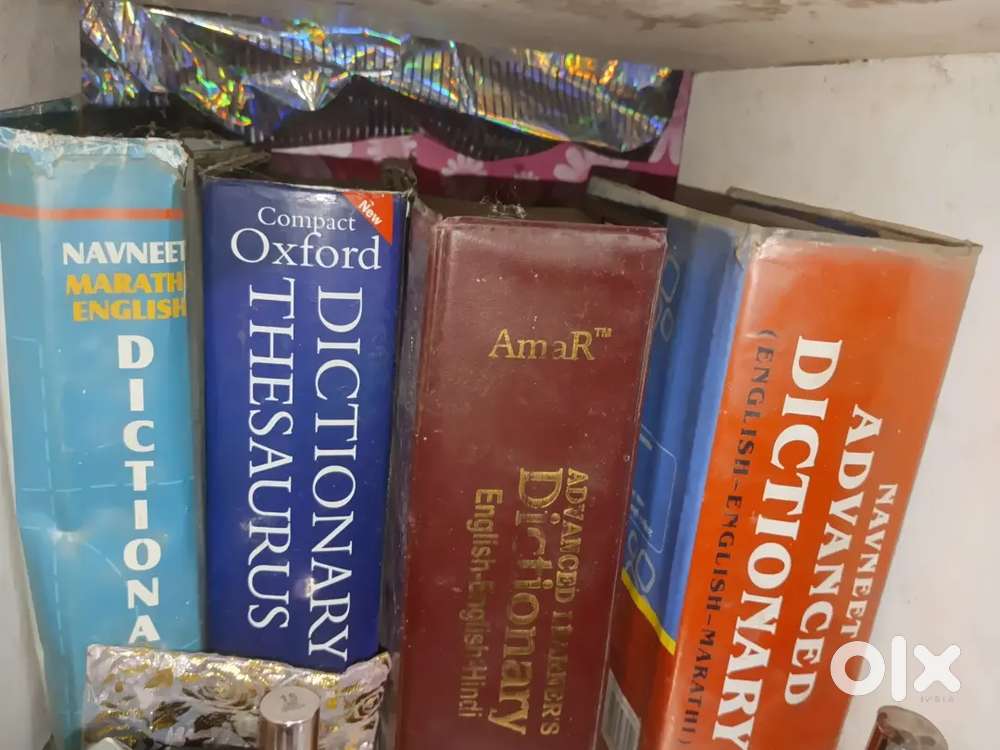 NAVNEET
MARATHI
ENGLISH
DICTIONA
New
Compact
Oxford
DICTIONARY
THESAURUS
AmaR™
ADVANCED LEARNERS
Dictionary
English-English-Hindi
NAVNEET
ADVANCED
DICTIONARY
(ENGLISH-ENGLISH-MARATHI)
olx